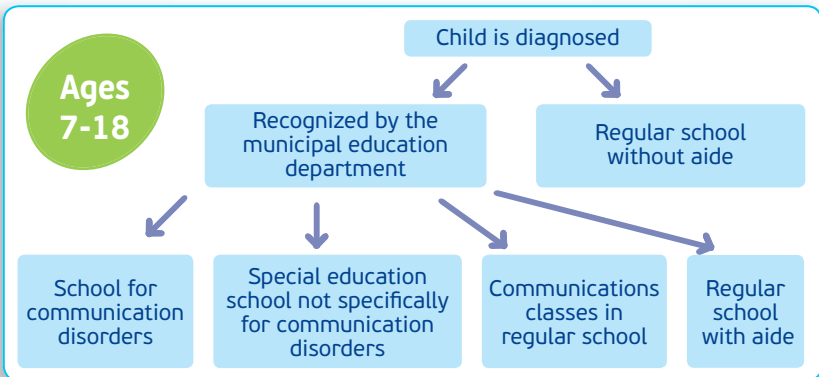 Child is diagnosed
Ages
7-18
Recognized by the
municipal education
department
Regular school
without aide
School for
communication
disorders
Special education
school not specifically
for communication
disorders
Communications
classes in
regular school
Regular
school
with aide